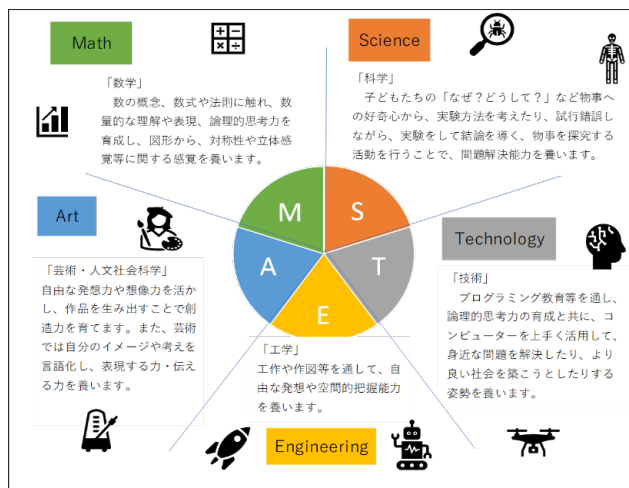 Math
「数学」
数の概念、数式や法則に触れ、数
量的な理解や表現、論理的思考力を
育成し、図形から、対称性や立体感
覚等に関する感覚を養います。
Science
「科学」
子どもたちの「なぜ？どうして？」など物事へ
の好奇心から、実験方法を考えたり、試行錯誤し
ながら、実験をして結論を導く、物事を探究する
活動を行うことで、問題解決能力を養います。
M
S
A
T
E
Art
「芸術・人文社会科学」
自由な発想力や想像力を活か
し、作品を生み出すことで創
造力を育てます。また、芸術
では自分のイメージや考えを
言語化し、表現する力・伝え
る力を養います。
Technology
「技術」
プログラミング教育等を通し、
論理的思考力の育成と共に、コ
ンピューターを上手く活用して、
身近な問題を解決したり、より
良い社会を築こうとしたりする
姿勢を養います。
「工学」
工作や作図等を通して、自
由な発想や空間的把握能力
を養います。
Engineering